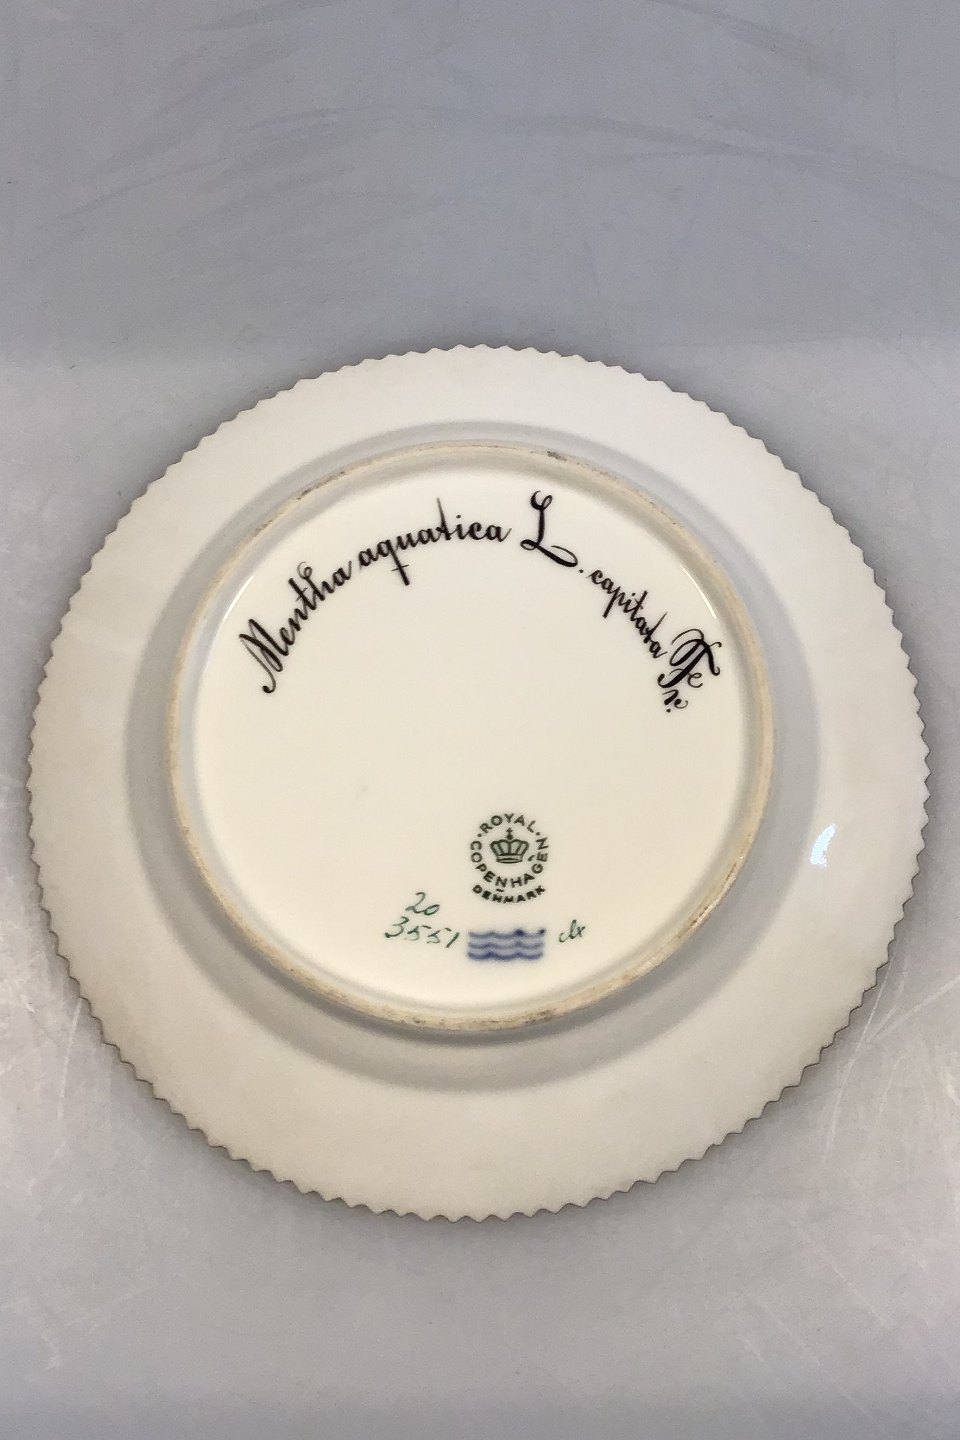 Mentha aquatica L. capitata Fr
ROYAL COPENHAGEN
DENMARK
20
3551